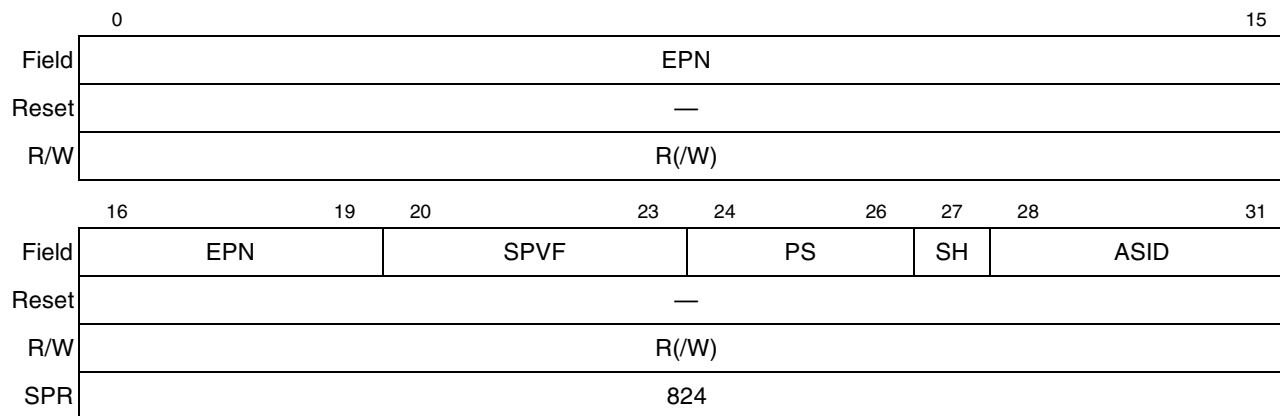 0 15
Field EPN
Reset —
R/W R(/W)
16 19 20 23 24 26 27 28 31
Field EPN SPVF PS SH ASID
Reset —
R/W R(/W)
SPR 824